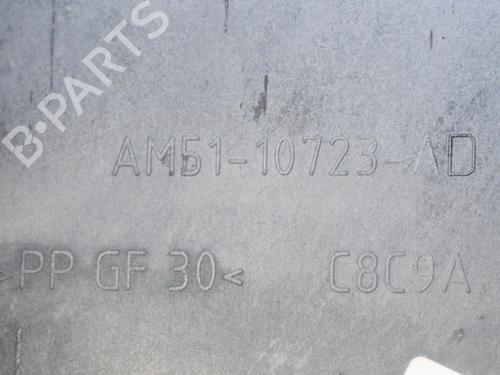 B-PARTS
AM51-10723-AD
>PP GF 30<
C8C9A